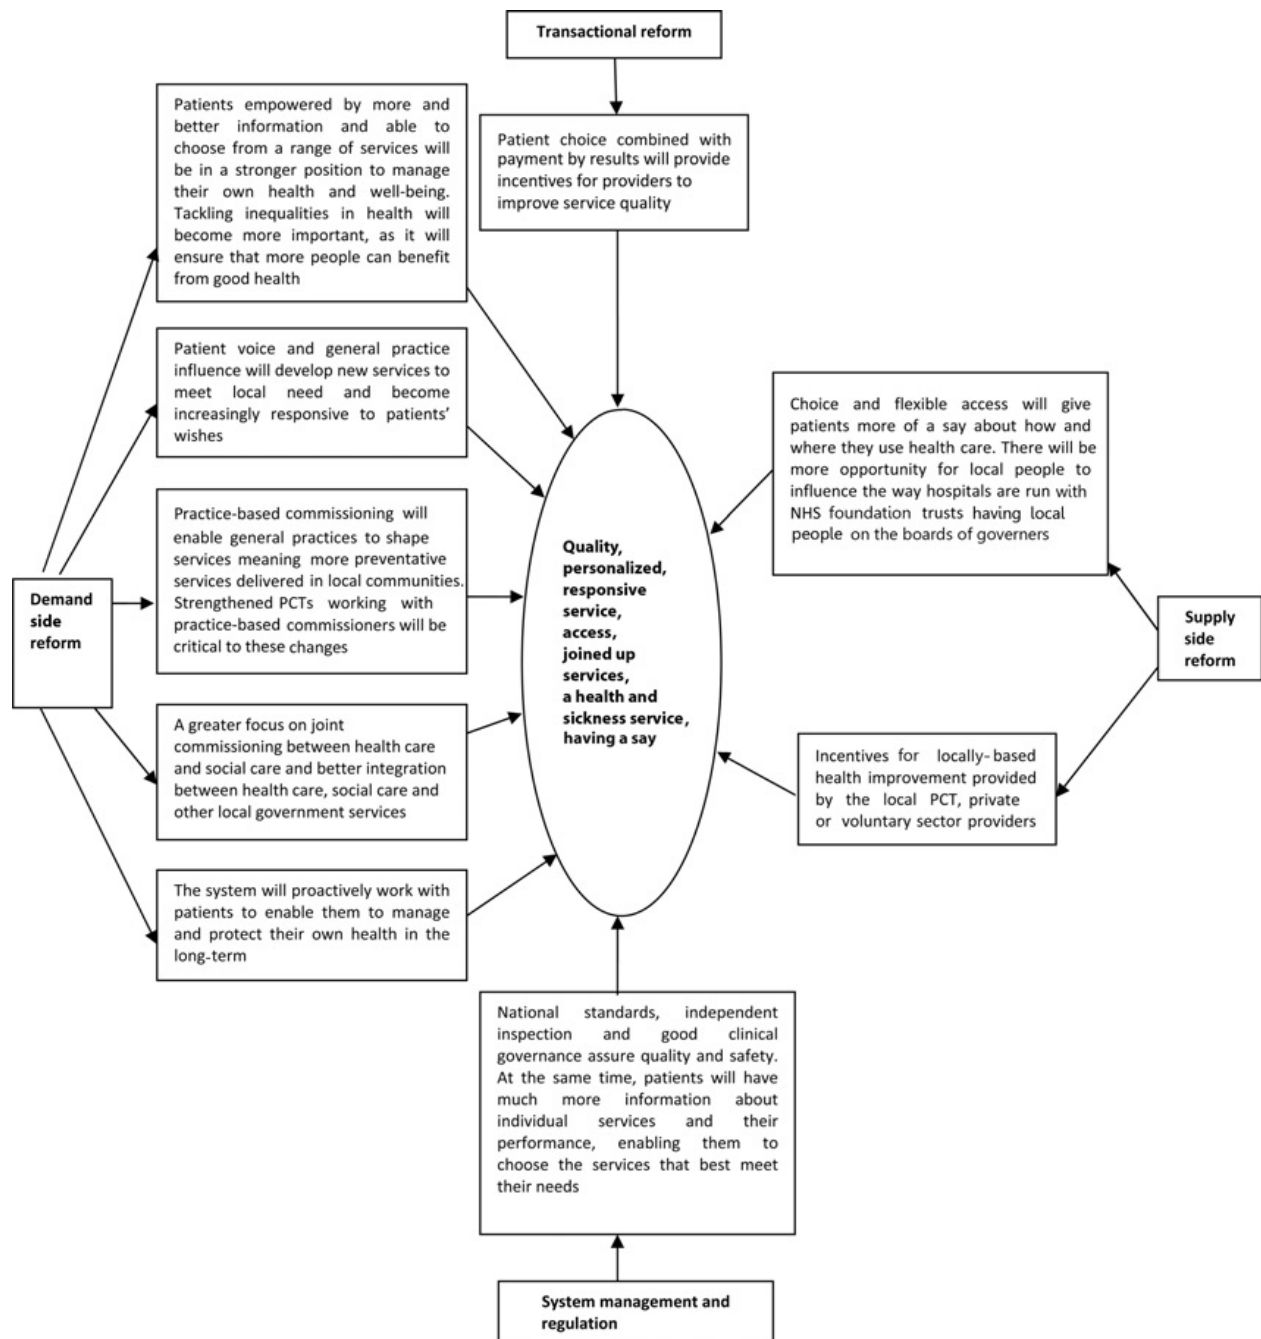 Transactional reform
Patient choice combined with
payment by results will provide
incentives for providers to
improve service quality
Patients empowered by more and
better information and able to
choose from a range of services will
be in a stronger position to manage
their own health and well-being.
Tackling inequalities in health will
become more important, as it will
ensure that more people can benefit
from good health
Patient voice and general practice
influence will develop new services to
meet local need and become
increasingly responsive to patients’
wishes
Practice-based commissioning will
enable general practices to shape
services meaning more preventative
services delivered in local communities.
Strengthened PCTs working with
practice-based commissioners will be
critical to these changes
A greater focus on joint
commissioning between health care
and social care and better integration
between health care, social care and
other local government services
The system will proactively work with
patients to enable them to manage
and protect their own health in the
long-term
Demand
side
reform
Quality,
personalized,
responsive
service,
access,
joined up
services,
a health and
sickness service,
having a say
Choice and flexible access will give
patients more of a say about how and
where they use health care. There will be
more opportunity for local people to
influence the way hospitals are run with
NHS foundation trusts having local
people on the boards of governers
Supply
side
reform
Incentives for locally-based
health improvement provided
by the local PCT, private
or voluntary sector providers
National standards, independent
inspection and good clinical
governance assure quality and safety.
At the same time, patients will have
much more information about
individual services and their
performance, enabling them to
choose the services that best meet
their needs
System management and
regulation